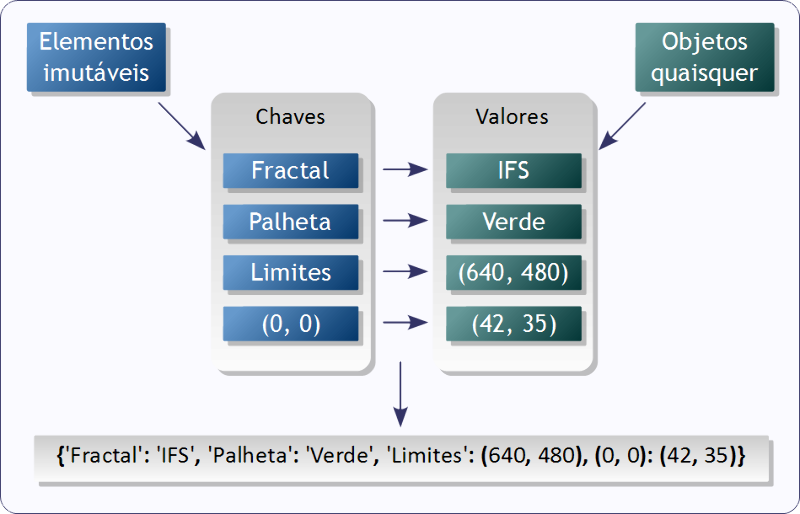 Elementos
imutáveis
Objetos
quaisquer
Chaves
Valores
Fractal
IFS
Palheta
Verde
Limites
(640, 480)
(0, 0)
(42, 35)
{'Fractal': 'IFS', 'Palheta': 'Verde', 'Limites': (640, 480), (0, 0): (42, 35)}